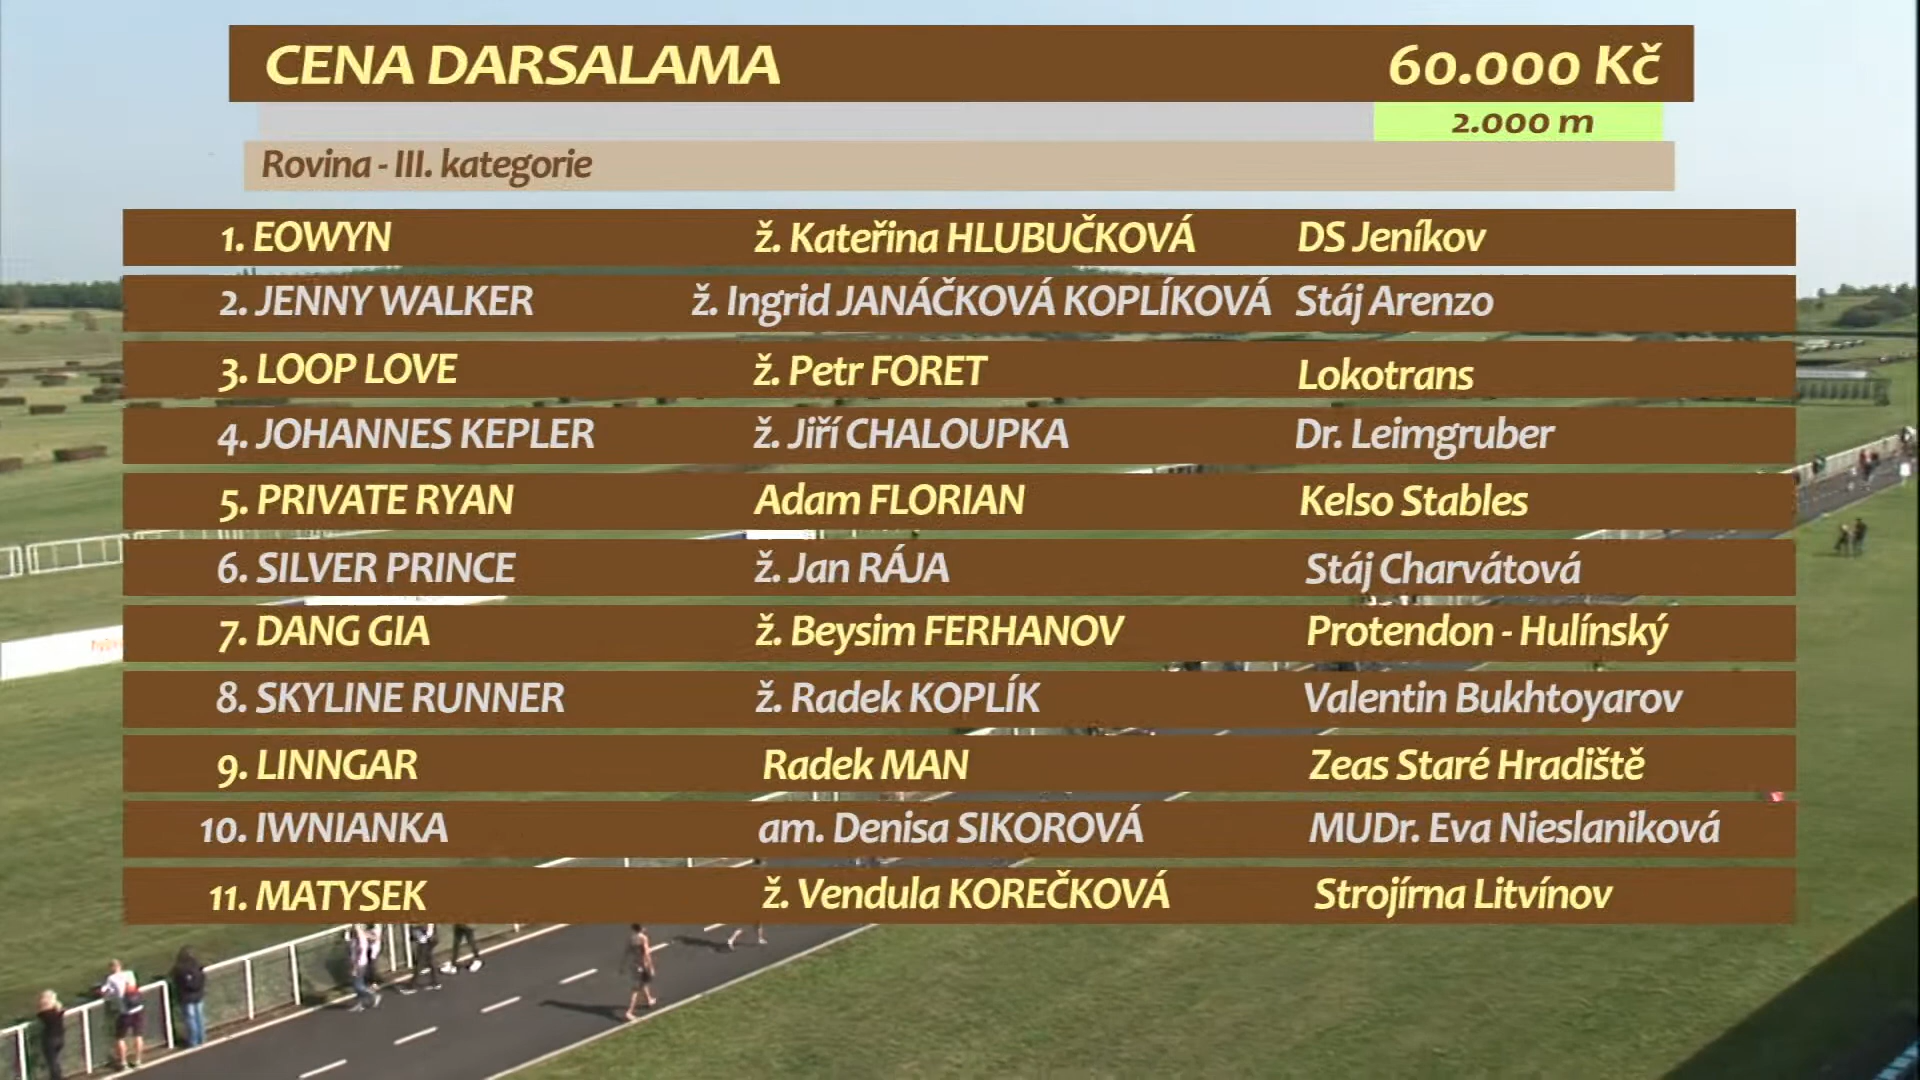 CENA DARSALAMA 60.000 Kč
2.000 m
Rovina - III. kategorie
1. EOWYN ž. Kateřina HLUBUČKOVÁ DS Jeníkov
2. JENNY WALKER ž. Ingrid JANÁČKOVÁ KOPLÍKOVÁ Stáj Arenzo
3. LOOP LOVE ž. Petr FORET Lokotrans
4. JOHANNES KEPLER ž. Jiří CHALOUPKA Dr. Leimgruber
5. PRIVATE RYAN Adam FLORIAN Kelso Stables
6. SILVER PRINCE ž. Jan RÁJA Stáj Charvátová
7. DANG GIA ž. Beysim FERHANOV Protendon - Hulínský
8. SKYLINE RUNNER ž. Radek KOPLÍK Valentin Bukhtoyarov
9. LINNGAR Radek MAN Zeas Staré Hradiště
10. IWNIANKA am. Denisa SIKOROVÁ MUDr. Eva Nieslaniková
11. MATYSEK ž. Vendula KOREČKOVÁ Strojírna Litvínov